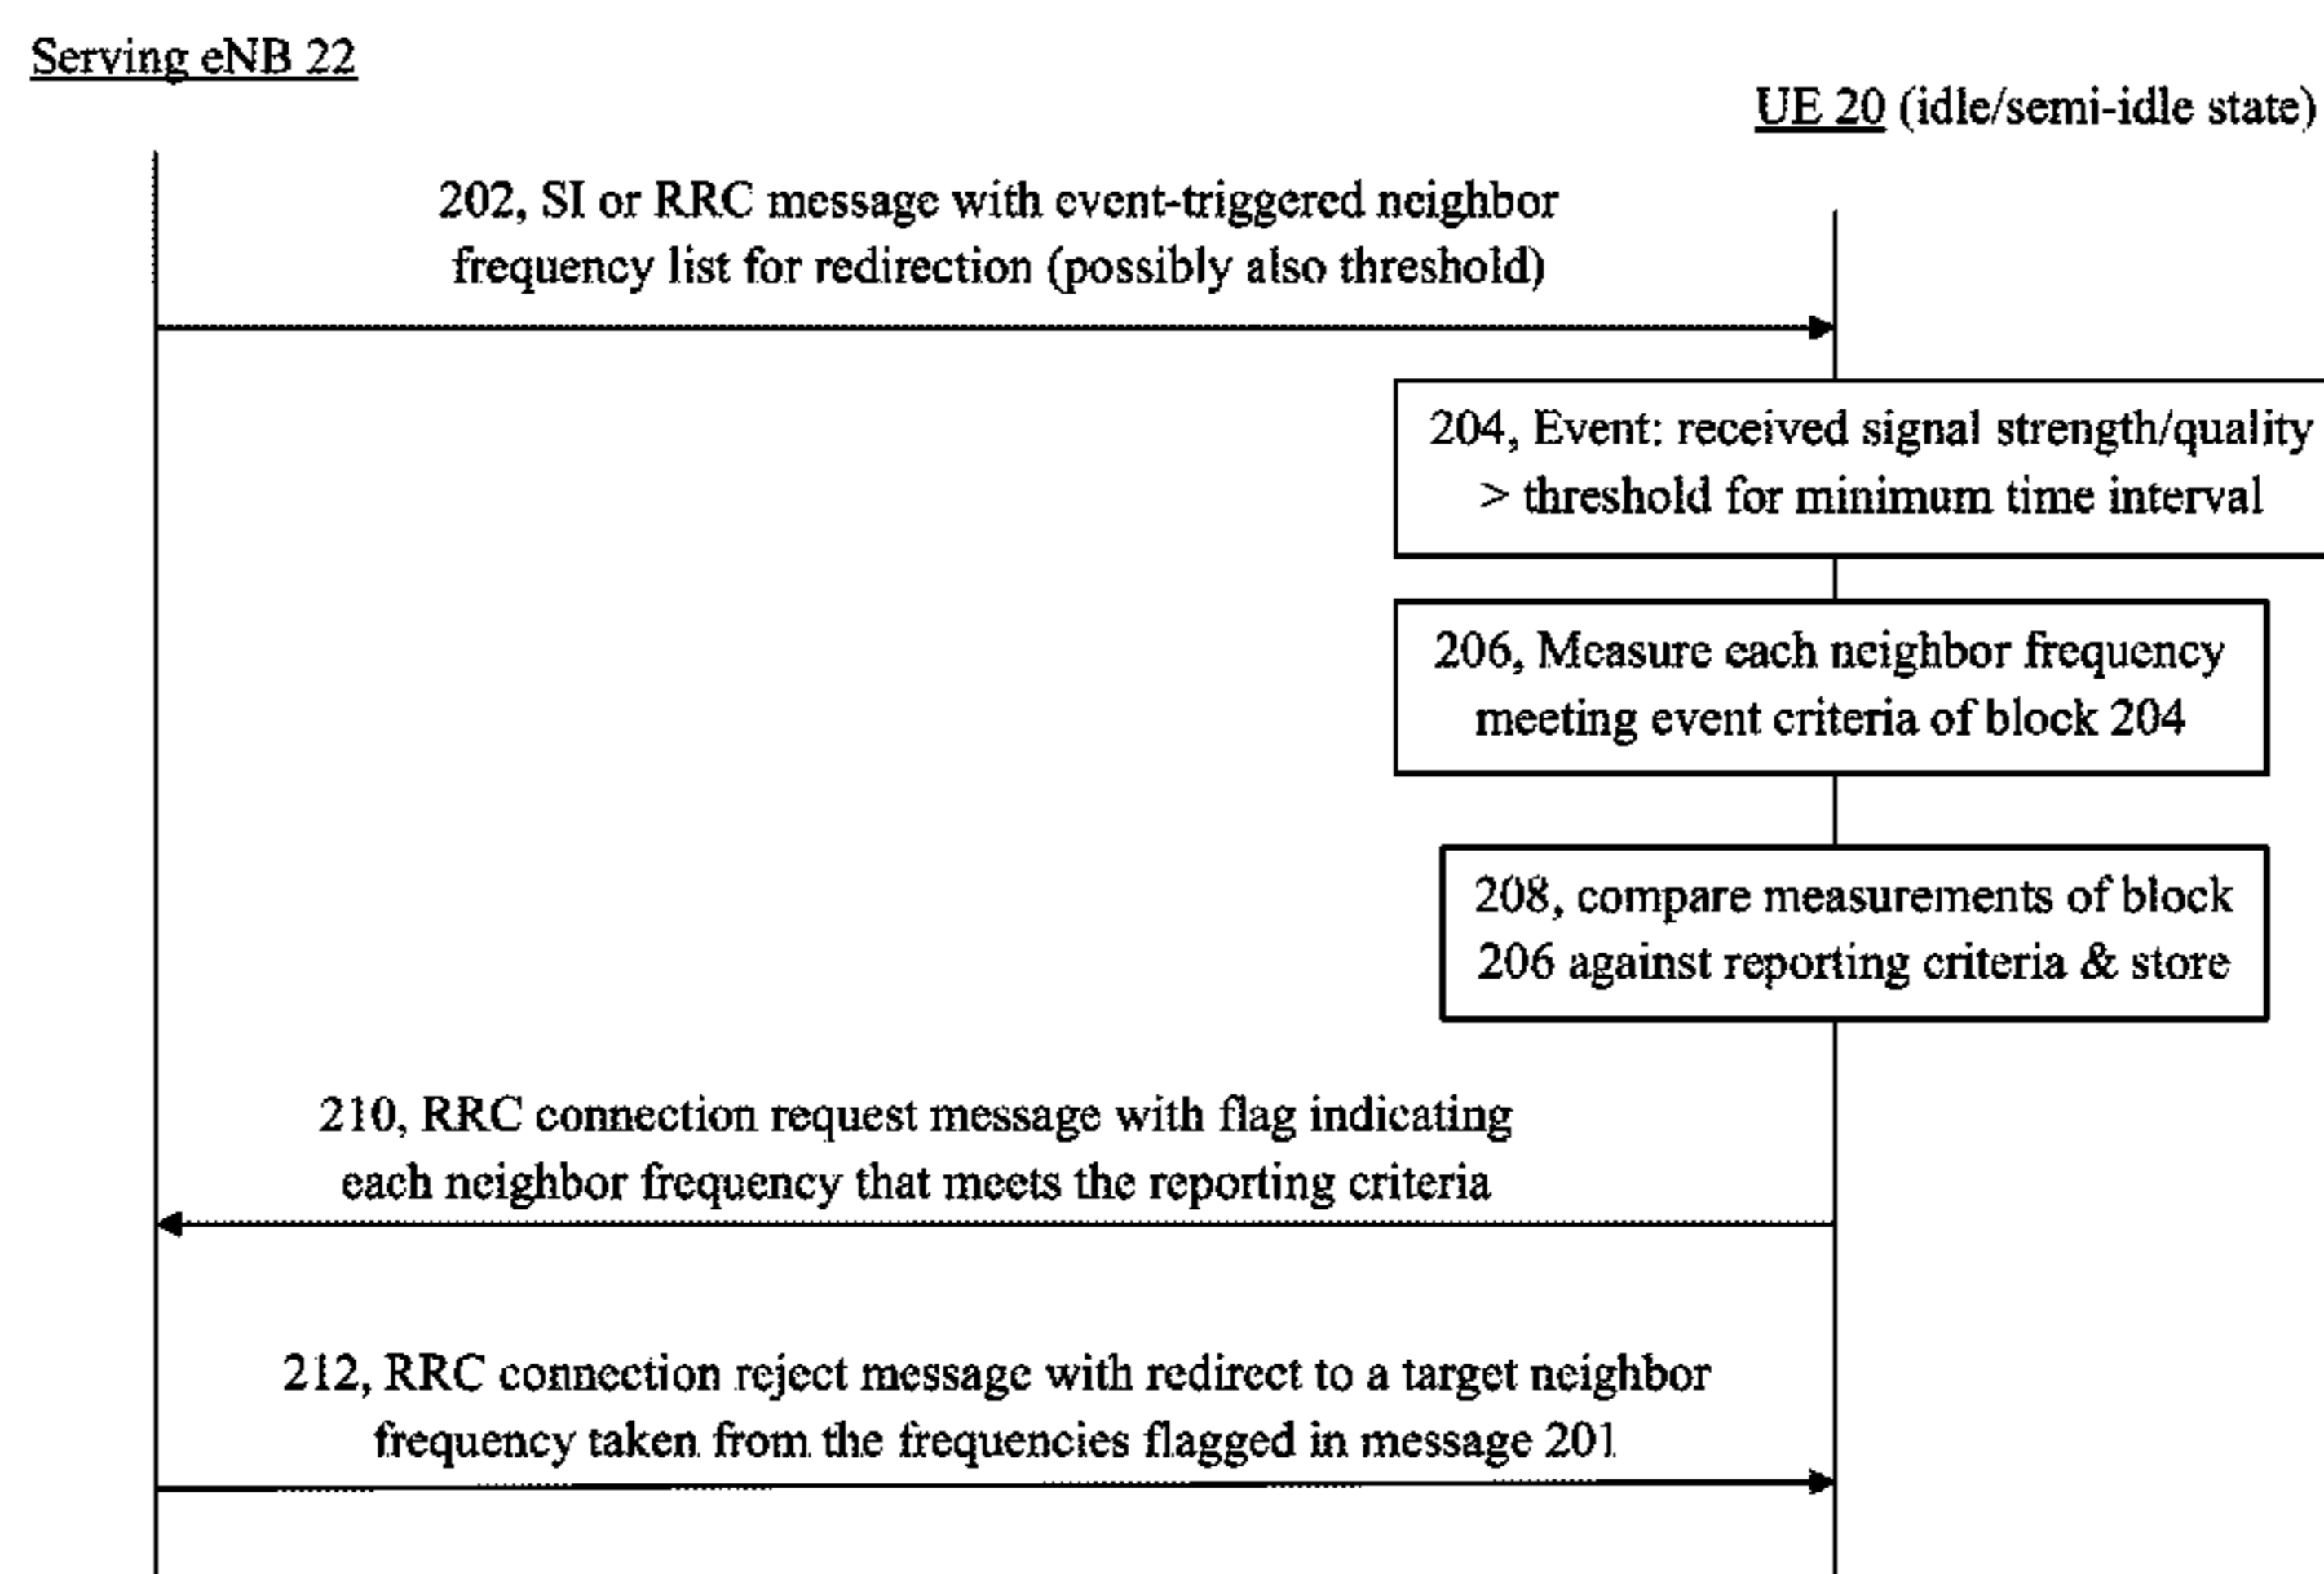 Serving eNB 22
UE 20 (idle/semi-idle state)
202, SI or RRC message with event-triggered neighbor
frequency list for redirection (possibly also threshold)
204, Event: received signal strength/quality
> threshold for minimum time interval
206, Measure each neighbor frequency
meeting event criteria of block 204
208, compare measurements of block
206 against reporting criteria & store
210, RRC connection request message with flag indicating
each neighbor frequency that meets the reporting criteria
212, RRC connection reject message with redirect to a target neighbor
frequency taken from the frequencies flagged in message 201